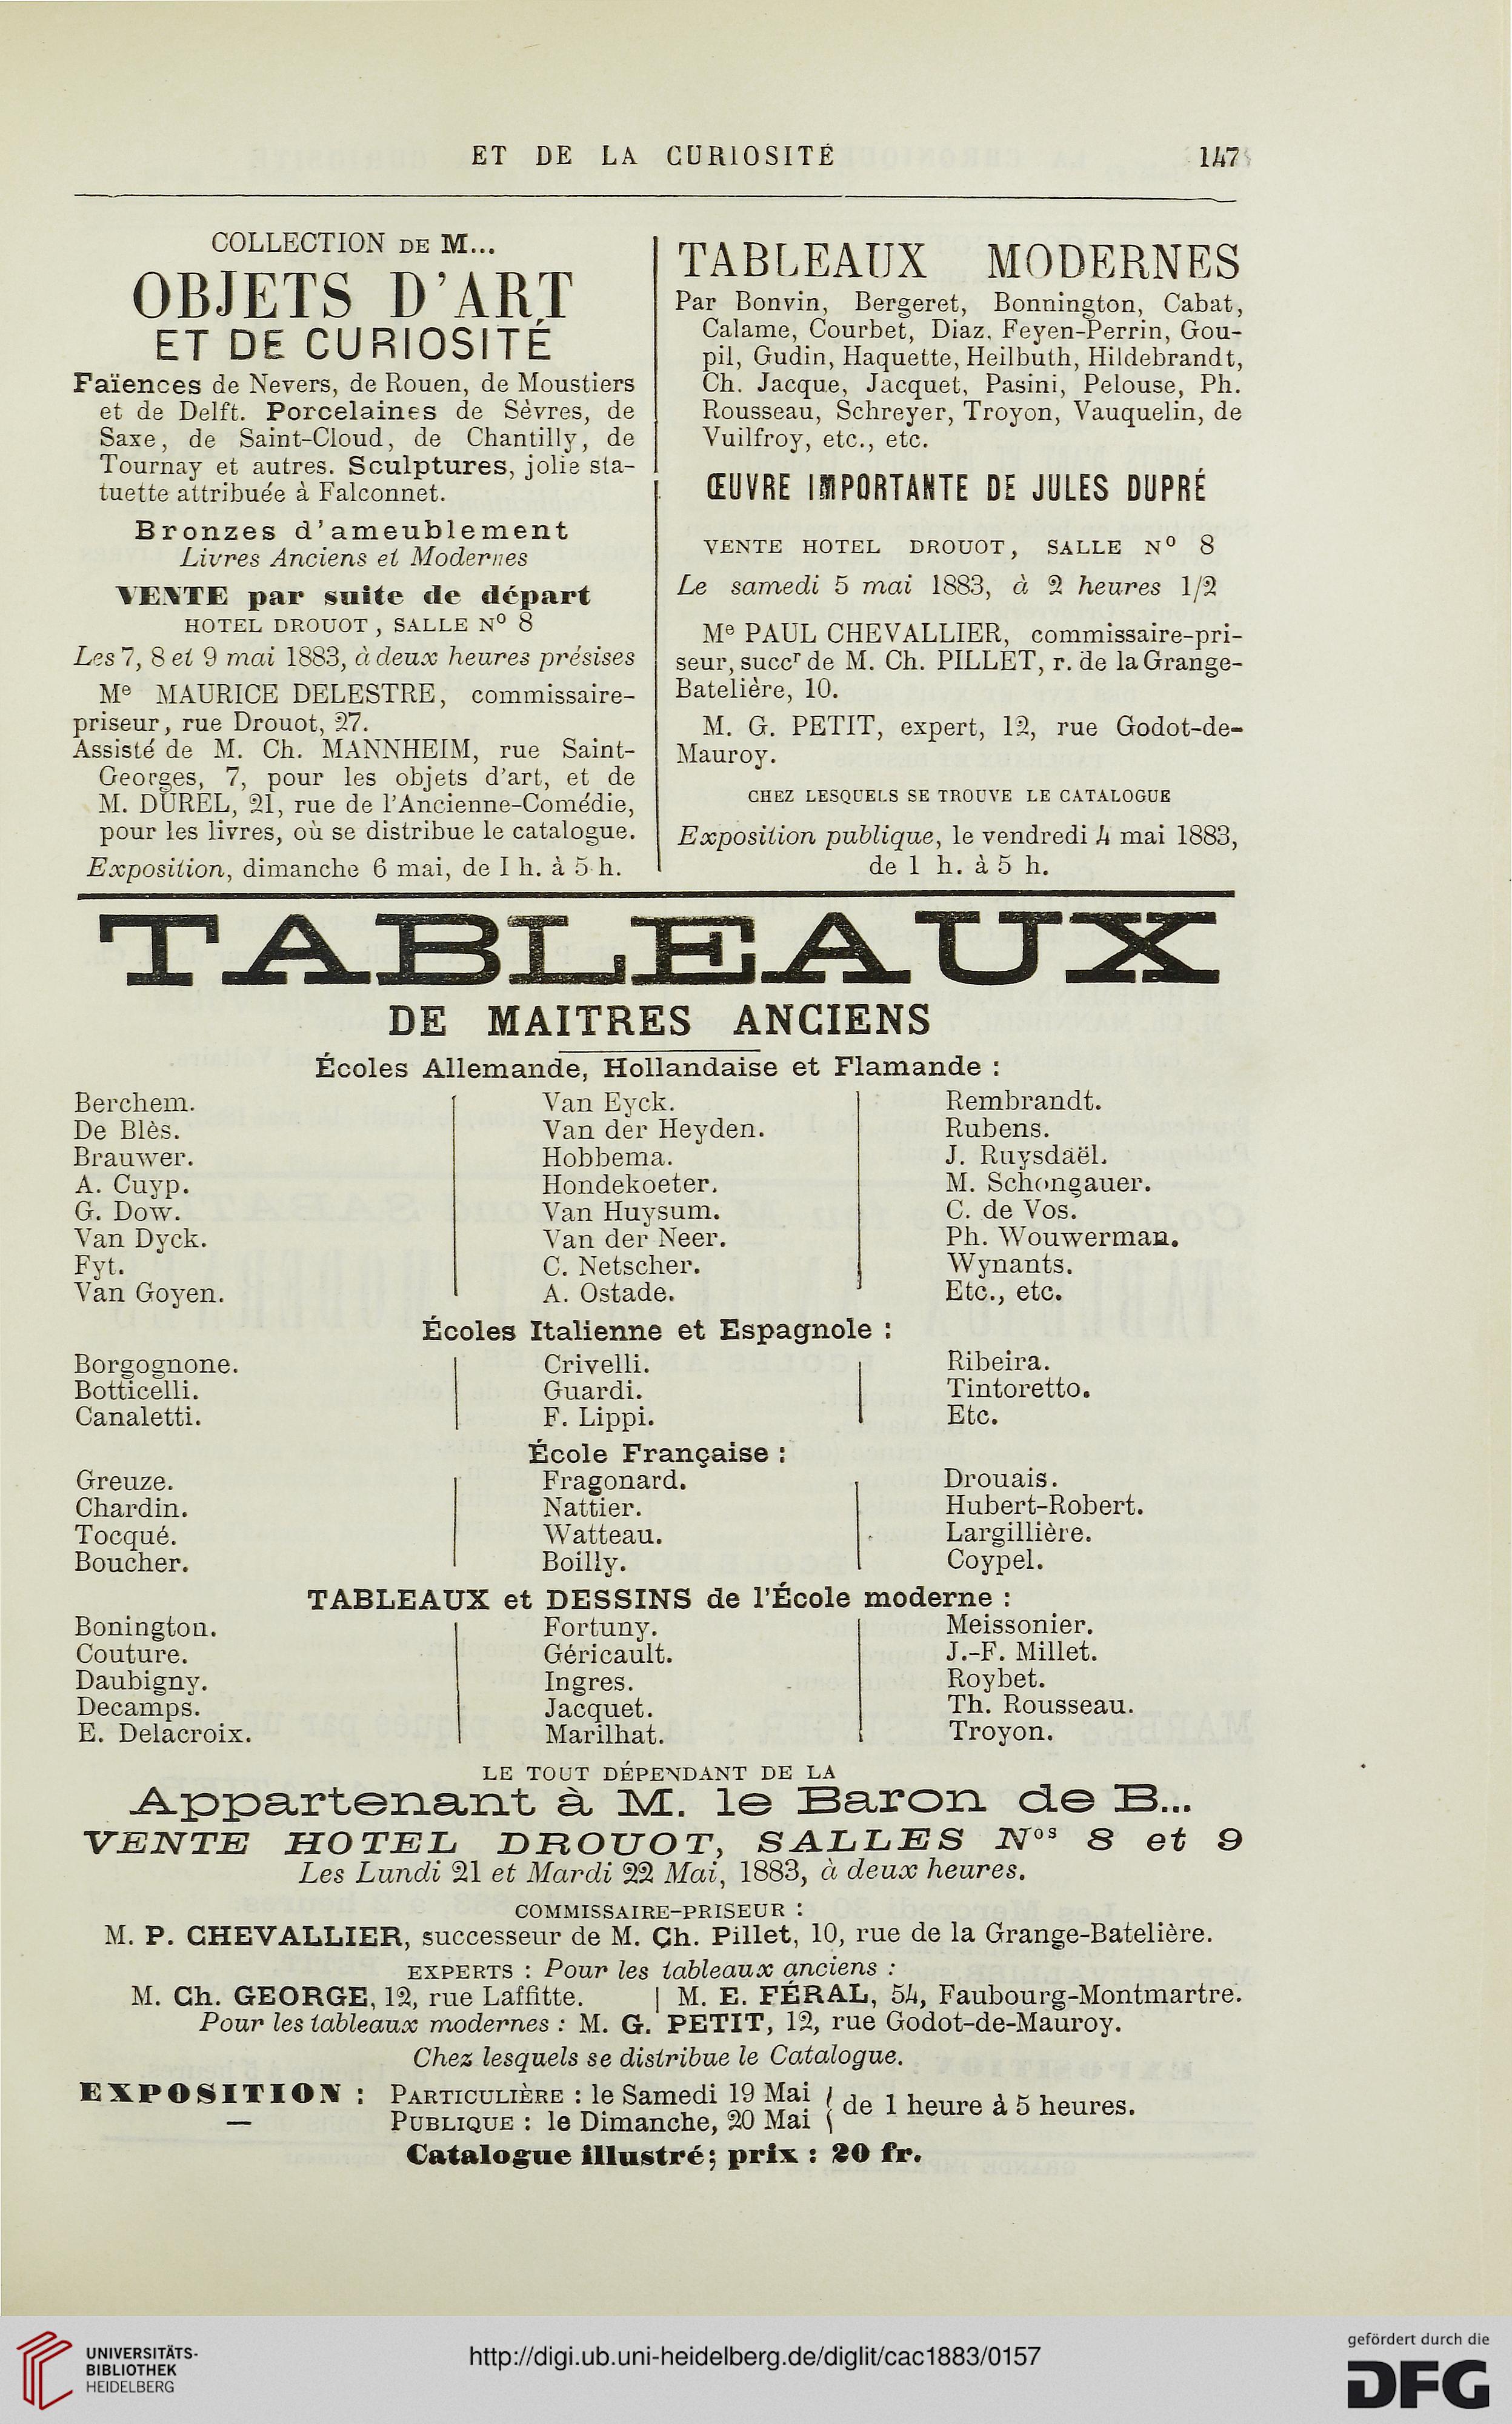 ET DE LA CURIOSITÉ 147
COLLECTION DE M...
OBJETS D'ART
ET DE CURIOSITÉ
Faïences de Nevers, de Rouen, de Moustiers
et de Delft. Porcelaines de Sèvres, de
Saxe, de Saint-Cloud, de Chantilly, de
Tournay et autres. Sculptures, jolie sta-
tuette attribuée à Falconnet.
Bronzes d'ameublement
Livres Anciens et Modernes
VENTE par suite de départ
HOTEL DROUOT, SALLE Nº 8
Les 7, 8 et 9 mai 1883, à deux heures présises
Me MAURICE DELESTRE, commissaire-
priseur, rue Drouot, 27.
Assisté de M. Ch. MANNHEIM, rue Saint-
Georges, 7, pour les objets d'art, et de
M. DUREL, 21, rue de l'Ancienne-Comédie,
pour les livres, où se distribue le catalogue.
Exposition, dimanche 6 mai, de 1 h. à 5 h.
TABLEAUX MODERNES
Par Bonvin, Bergeret, Bonnington, Cabat,
Calame, Courbet, Diaz, Feyen-Perrin, Gou-
pil, Gudin, Haquette, Heilbuth, Hildebrandt,
Ch. Jacque, Jacquet, Pasini, Pelouse, Ph.
Rousseau, Schreyer, Troyon, Vauquelin, de
Vuilfroy, etc., etc.
ŒUVRE IMPORTANTE DE JULES DUPRÉ
VENTE HOTEL DROUOT, SALLE Nº 8
Le samedi 5 mai 1883, à 2 heures 1/2
Me PAUL CHEVALLIER, commissaire-pri-
seur, succr de M. Ch. PILLET, r. de la Grange-
Batelière, 10.
M. G. PETIT, expert, 12, rue Godot-de-
Mauroy.
CHEZ LESQUELS SE TROUVE LE CATALOGUE
Exposition publique, le vendredi 4 mai 1883,
de 1 h. à 5 h.
TABLEAUX
DE MAITRES ANCIENS
Écoles Allemande, Hollandaise et Flamande :
Berchem.
De Blès.
Brauwer.
A. Cuyp.
G. Dow.
Van Dyck.
Fyt.
Van Goyen.
Van Eyck.
Van der Heyden.
Hobbema.
Hondekoeter.
Van Huysum.
Van der Neer.
C. Netscher.
A. Ostade.
Rembrandt.
Rubens.
J. Ruysdaël.
M. Schongauer.
C. de Vos.
Ph. Wouwerman.
Wynants.
Etc., etc.
Écoles Italienne et Espagnole :
Borgognone.
Botticelli.
Canaletti.
Crivelli.
Guardi.
F. Lippi.
Ribeira.
Tintoretto.
Etc.
École Française :
Greuze.
Chardin.
Tocqué.
Boucher.
Fragonard.
Nattier.
Watteau.
Boilly.
Drouais.
Hubert-Robert.
Largillière.
Coypel.
TABLEAUX et DESSINS de l'École moderne :
Bonington.
Couture.
Daubigny.
Decamps.
E. Delacroix.
Fortuny.
Géricault.
Ingres.
Jacquet.
Marilhat.
Meissonier.
J.-F. Millet.
Roybet.
Th. Rousseau.
Troyon.
LE TOUT DÉPENDANT DE LA
Appartenant à M. le Baron de B...
VENTE HOTEL DROUOT, SALLES Nos 8 et 9
Les Lundi 21 et Mardi 22 Mai, 1883, à deux heures.
COMMISSAIRE-PRISEUR :
M. P. CHEVALLIER, successeur de M. Ch. Pillet, 10, rue de la Grange-Batelière.
EXPERTS : Pour les tableaux anciens :
M. Ch. GEORGE, 12, rue Laffitte. | M. E. FÉRAL, 54, Faubourg-Montmartre.
Pour les tableaux modernes : M. G. PETIT, 12, rue Godot-de-Mauroy.
Chez lesquels se distribue le Catalogue.
EXPOSITION : PARTICULIÈRE : le Samedi 19 Mai
— PUBLIQUE : le Dimanche, 20 Mai
de 1 heure à 5 heures.
Catalogue illustré; prix : 20 fr.
UNIVERSITÄTS-
BIBLIOTHEK
HEIDELBERG
http://digi.ub.uni-heidelberg.de/diglit/cac1883/0157
gefördert durch die
DFG